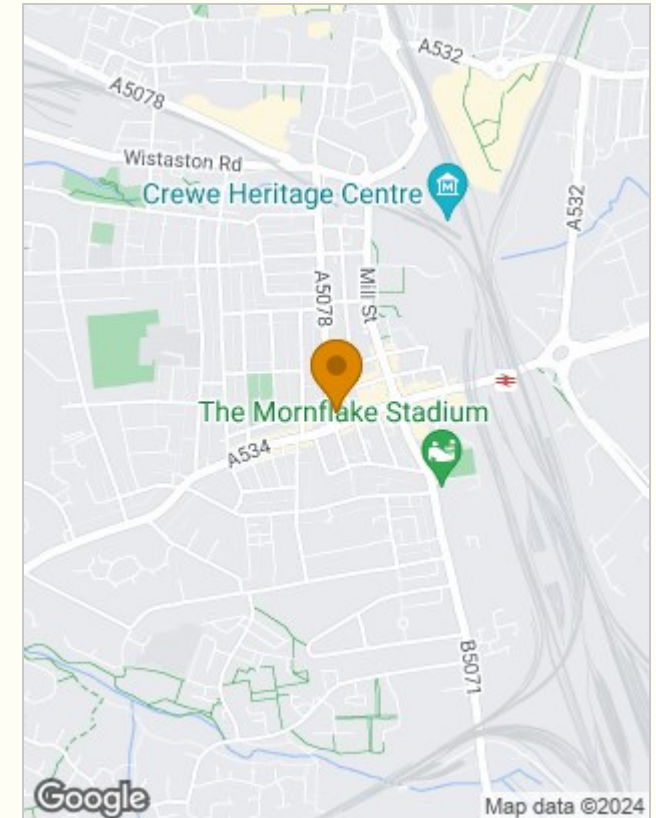 A532
A5078
Wistaston Rd
Crewe Heritage Centre
A532
A5078
Mill St
The Mornflake Stadium
A534
B5071
Google
Map data ©2024